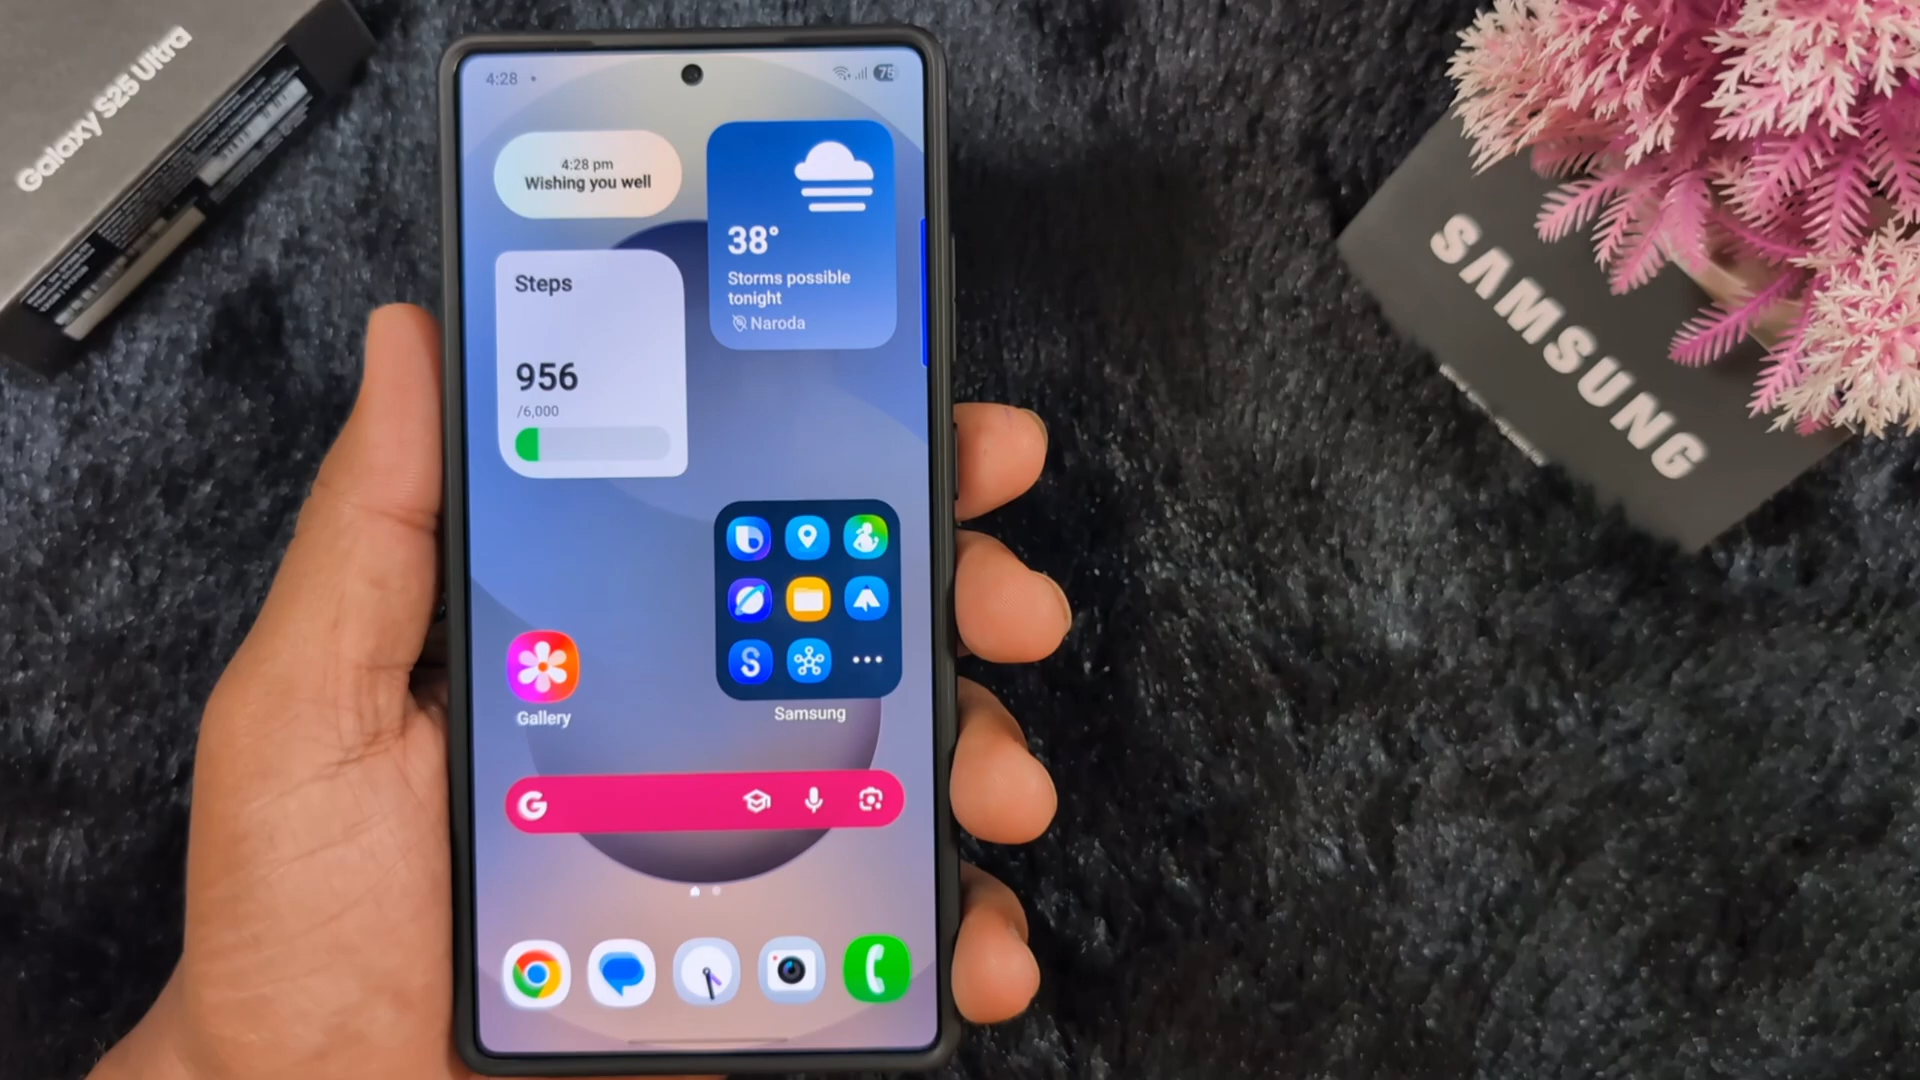 Galaxy S25 Ultra
4:28
75
4:28 pm
Wishing you well
38°
Storms possible
tonight
Naroda
Steps
956
/6,000
Gallery
Samsung
SAMSUNG